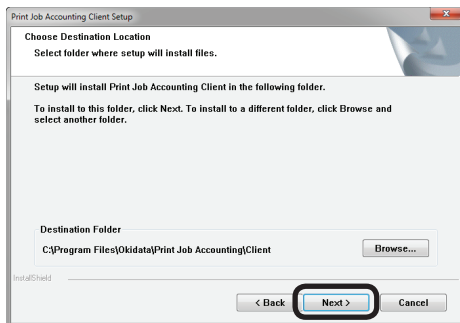 Print Job Accounting Client Setup
Choose Destination Location
Select folder where setup will install files.
Setup will install Print Job Accounting Client in the following folder.
To install to this folder, click Next. To install to a different folder, click Browse and
select another folder.
Destination Folder
C:\Program Files\Okidata\Print Job Accounting\Client
Browse...
InstallShield
< Back
Next >
Cancel